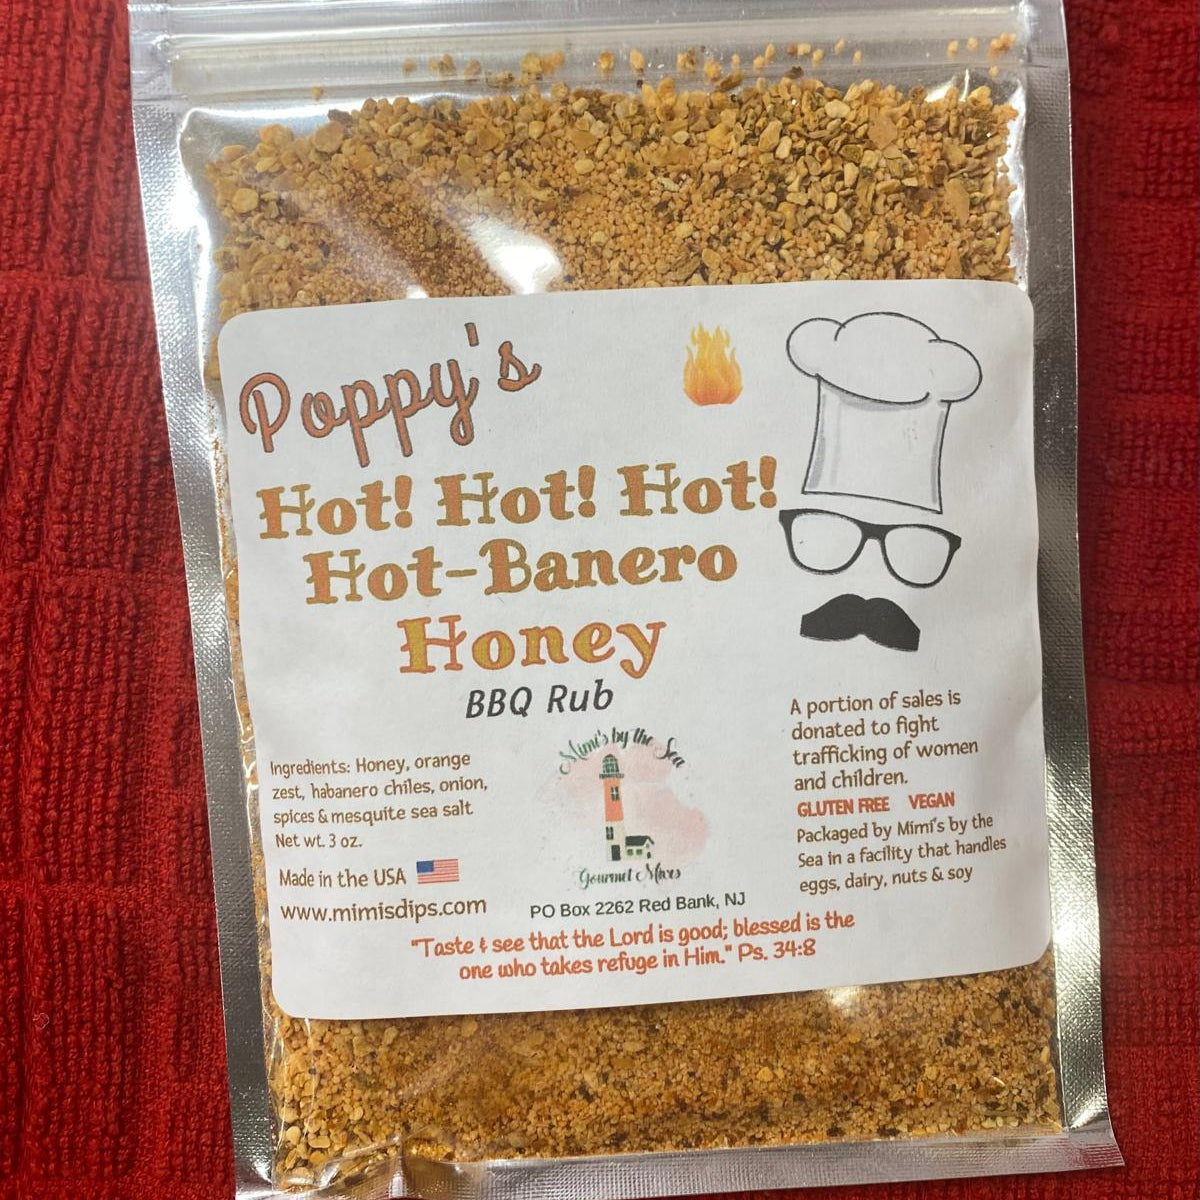 Poppy's
Hot! Hot! Hot!
Hot-Banero
Honey
BBQ Rub
Ingredients: Honey, orange
zest, habanero chiles, onion,
spices & mesquite sea salt
Net wt. 3 oz.
Made in the USA
www.mimisdips.com
Mimi's by the Sea
Gourmet Mixes
PO Box 2262 Red Bank, NJ
A portion of sales is
donated to fight
trafficking of women
and children.
GLUTEN FREE VEGAN
Packaged by Mimi's by the
Sea in a facility that handles
eggs, dairy, nuts & soy
"Taste & see that the Lord is good; blessed is the
one who takes refuge in Him." Ps. 34:8